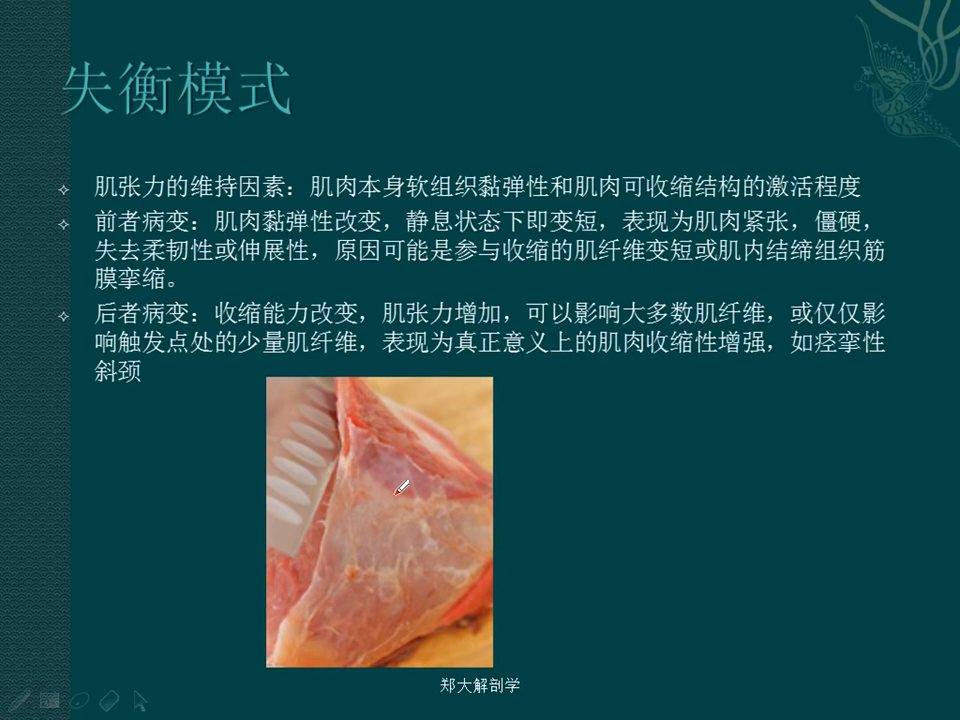 失衡模式
肌张力的维持因素：肌肉本身软组织黏弹性和肌肉可收缩结构的激活程度
前者病变：肌肉黏弹性改变，静息状态下即变短，表现为肌肉紧张，僵硬，
失去柔韧性或伸展性，原因可能是参与收缩的肌纤维变短或肌内结缔组织筋
膜挛缩。
后者病变：收缩能力改变，肌张力增加，可以影响大多数肌纤维，或仅仅影
响触发点处的少量肌纤维，表现为真正意义上的肌肉收缩性增强，如痉挛性
斜颈
郑大解剖学